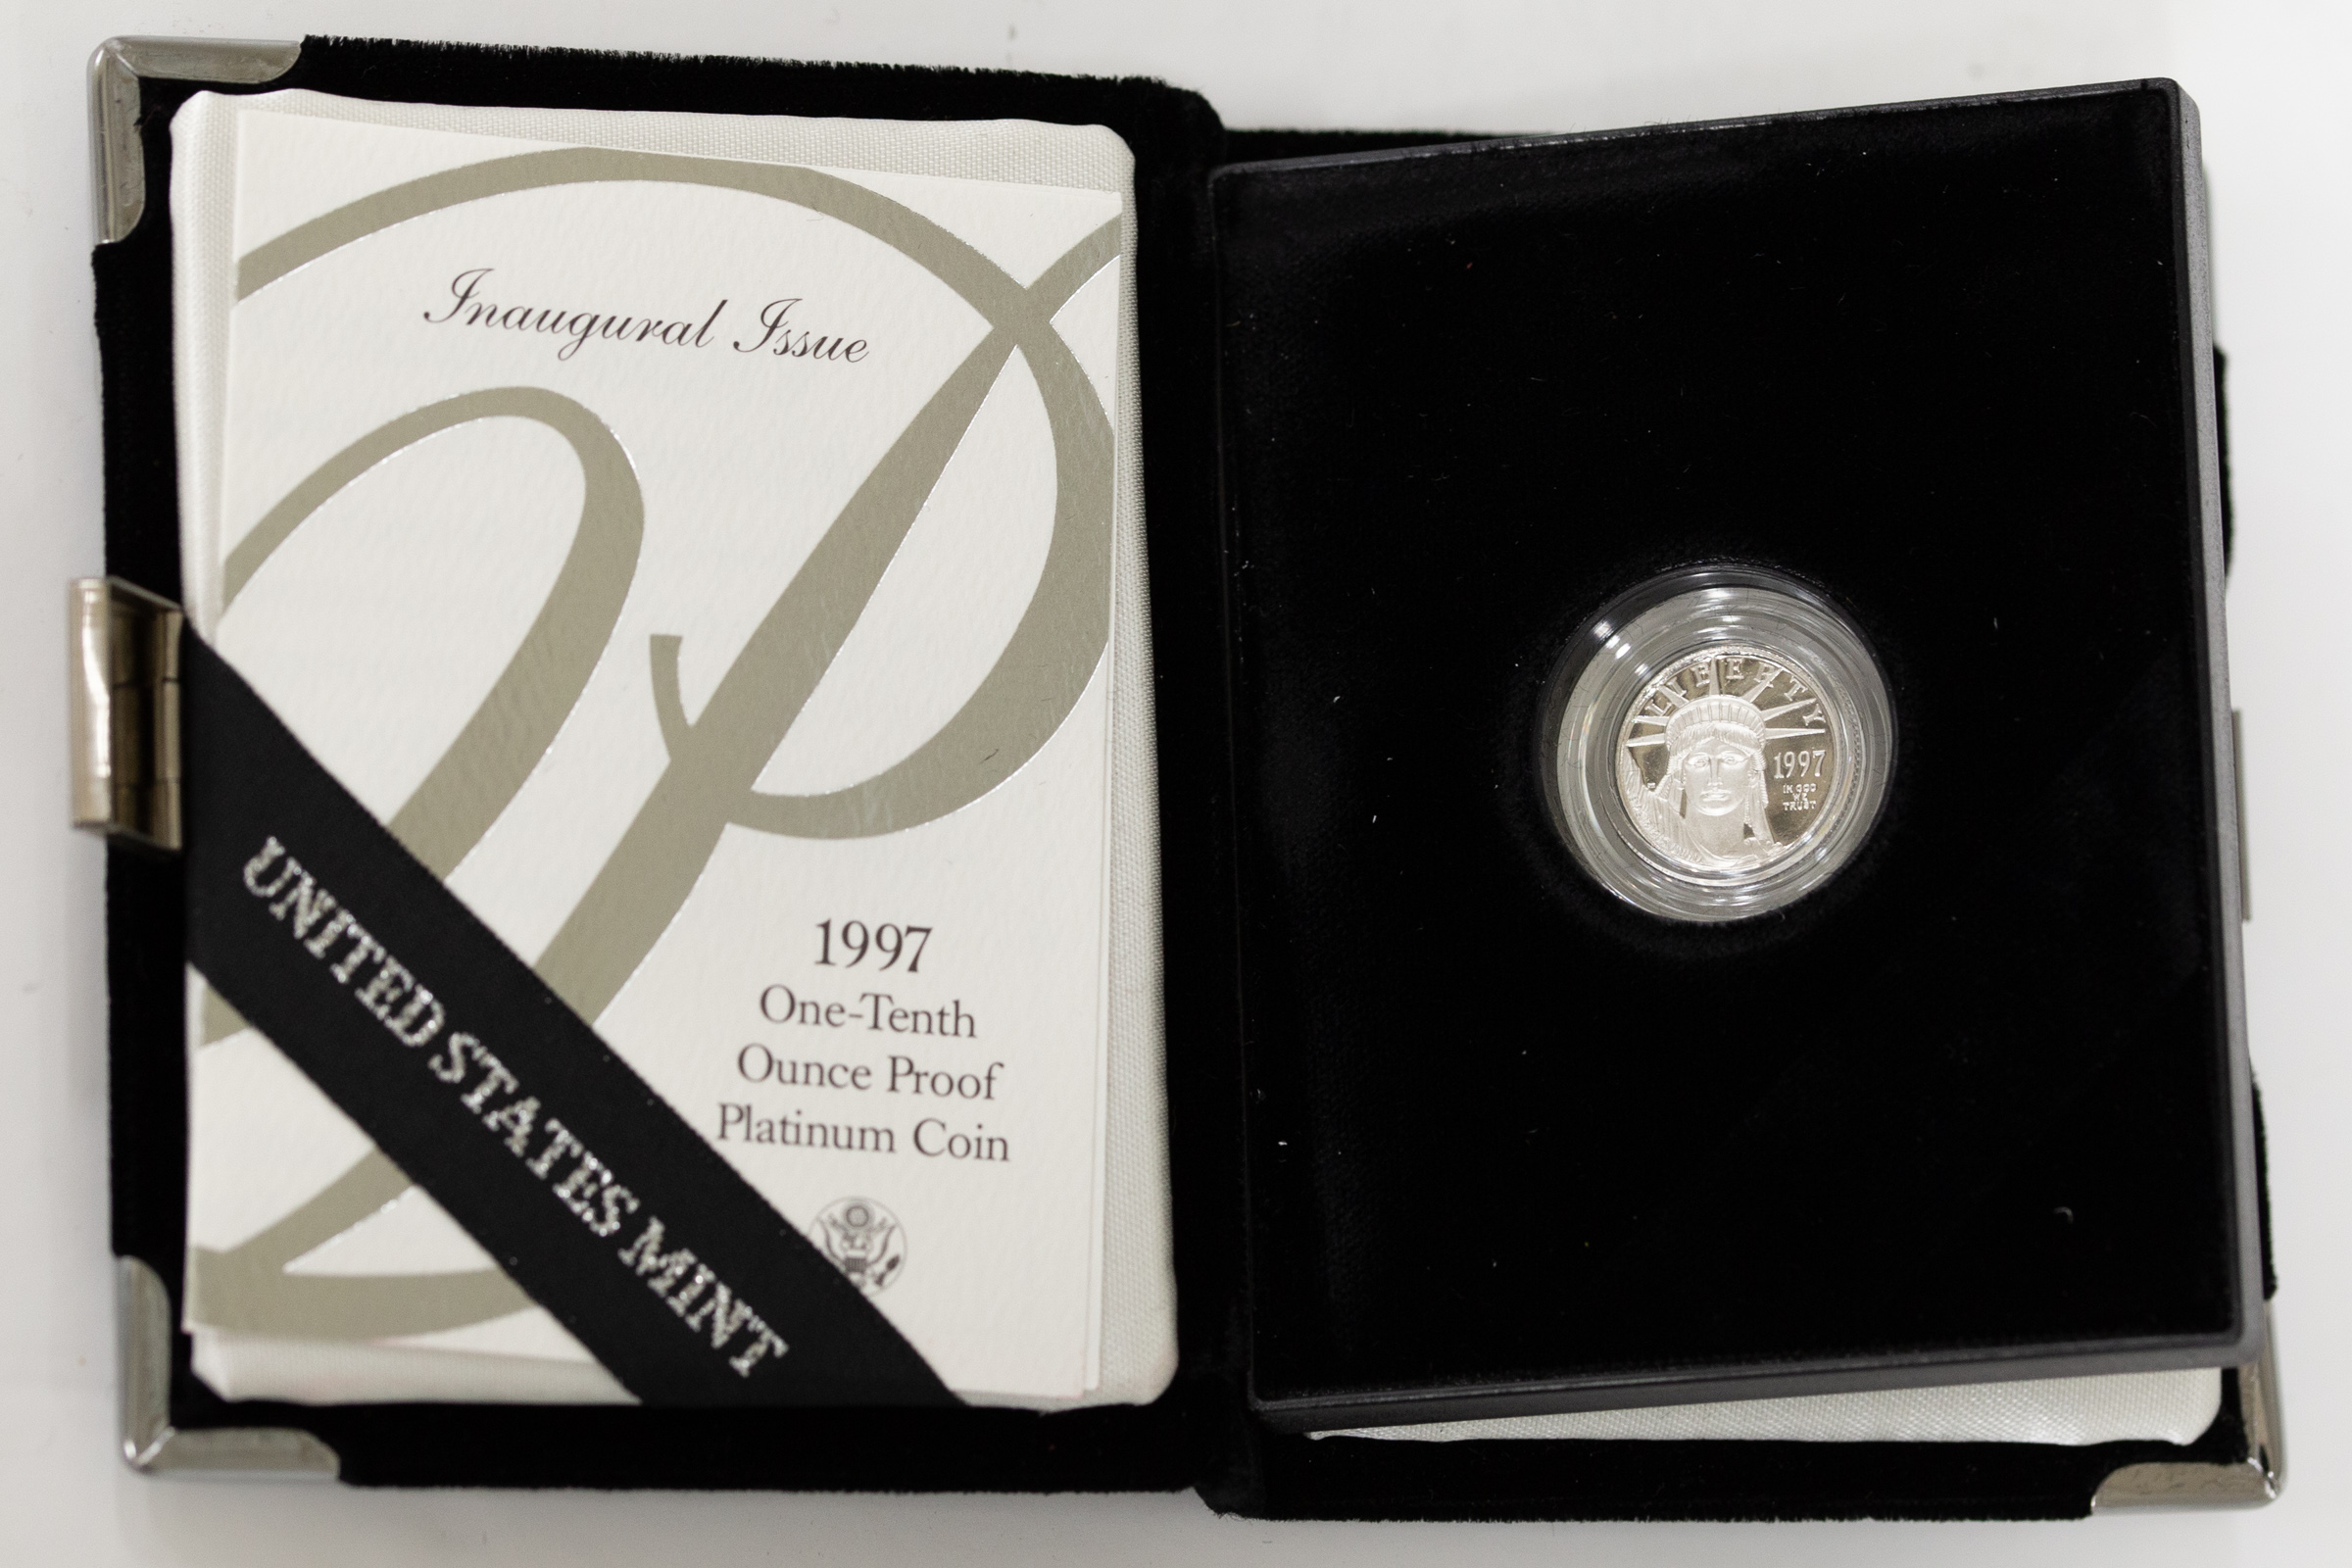 Inaugural Issue
1997
One-Tenth
Ounce Proof
Platinum Coin
UNITED STATES MINT
LIBERTY
1997
IN GOD
WE
TRUST